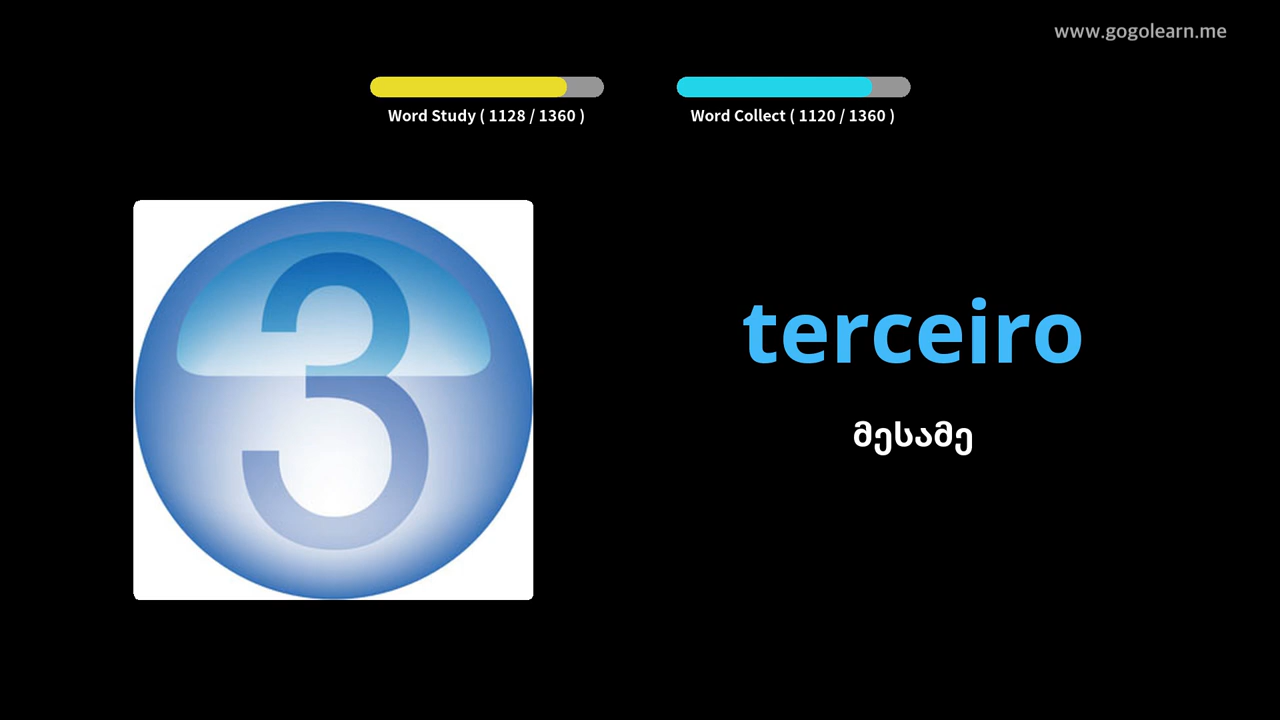 www.gogolearn.me
Word Study ( 1128 / 1360 )
Word Collect ( 1120 / 1360 )
3
terceiro
მესამე